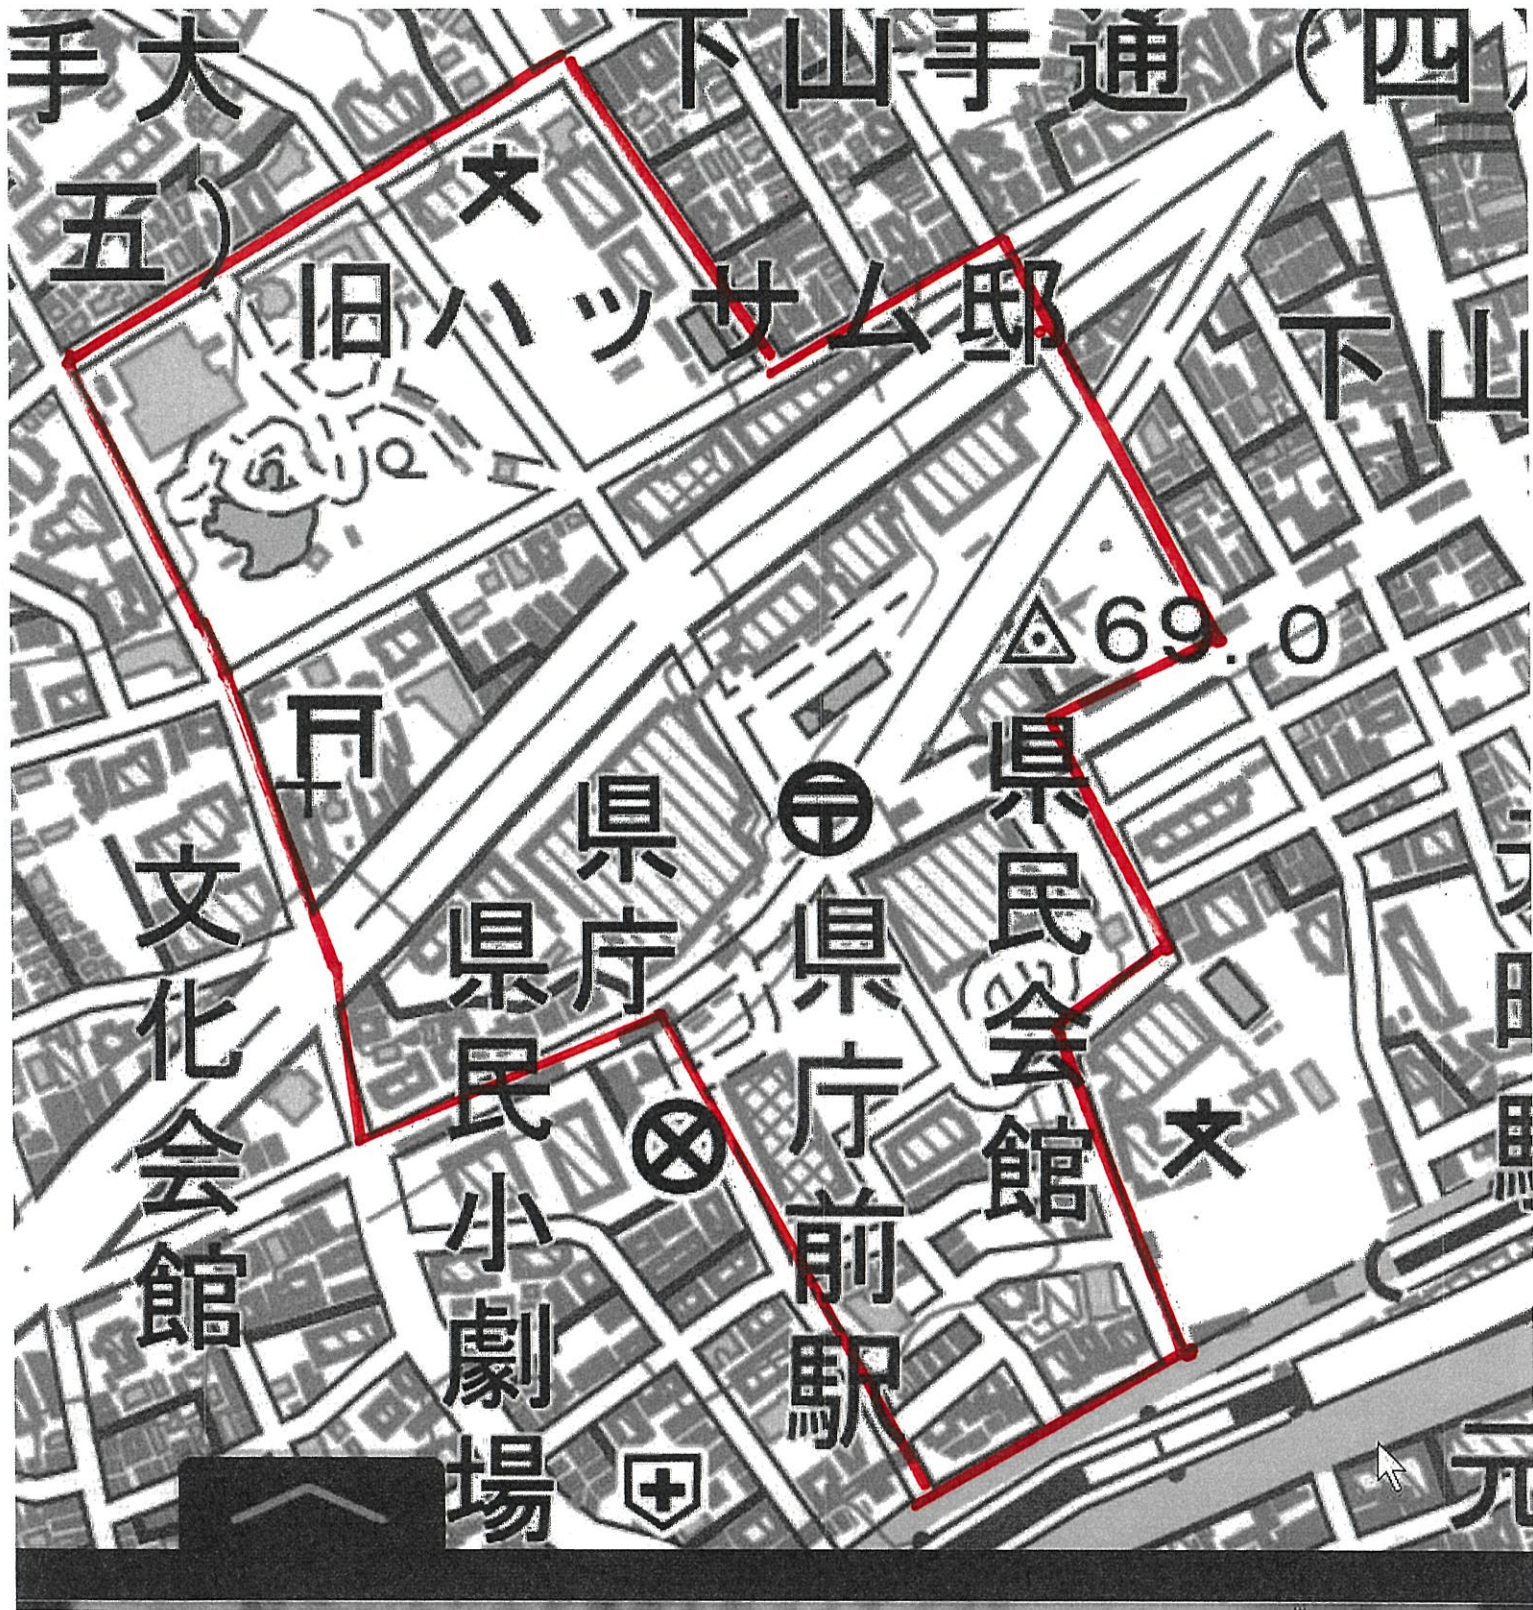 手大
下山手通(四)
五)
旧ハッサム邸
下山
69.0
県庁
県民会館
県庁前駅
県民小劇場
文化会館
元